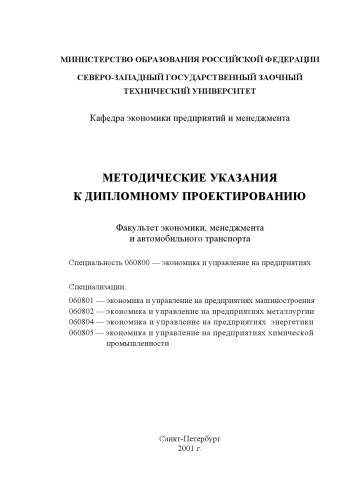 МИНИСТЕРСТВО ОБРАЗОВАНИЯ РОССИЙСКОЙ ФЕДЕРАЦИИ
СЕВЕРО-ЗАПАДНЫЙ ГОСУДАРСТВЕННЫЙ ЗАОЧНЫЙ
ТЕХНИЧЕСКИЙ УНИВЕРСИТЕТ
Кафедра экономики предприятий и менеджмента
МЕТОДИЧЕСКИЕ УКАЗАНИЯ
К ДИПЛОМНОМУ ПРОЕКТИРОВАНИЮ
Факультет экономики, менеджмента
и автомобильного транспорта
Специальность 060800 — экономика и управление на предприятиях
Специализации:
060801 — экономика и управление на предприятиях машиностроения
060802 — экономика и управление на предприятиях металлургии
060804 — экономика и управление на предприятиях энергетики
060805 — экономика и управление на предприятиях химической
промышленности
Санкт-Петербург
2001 г.